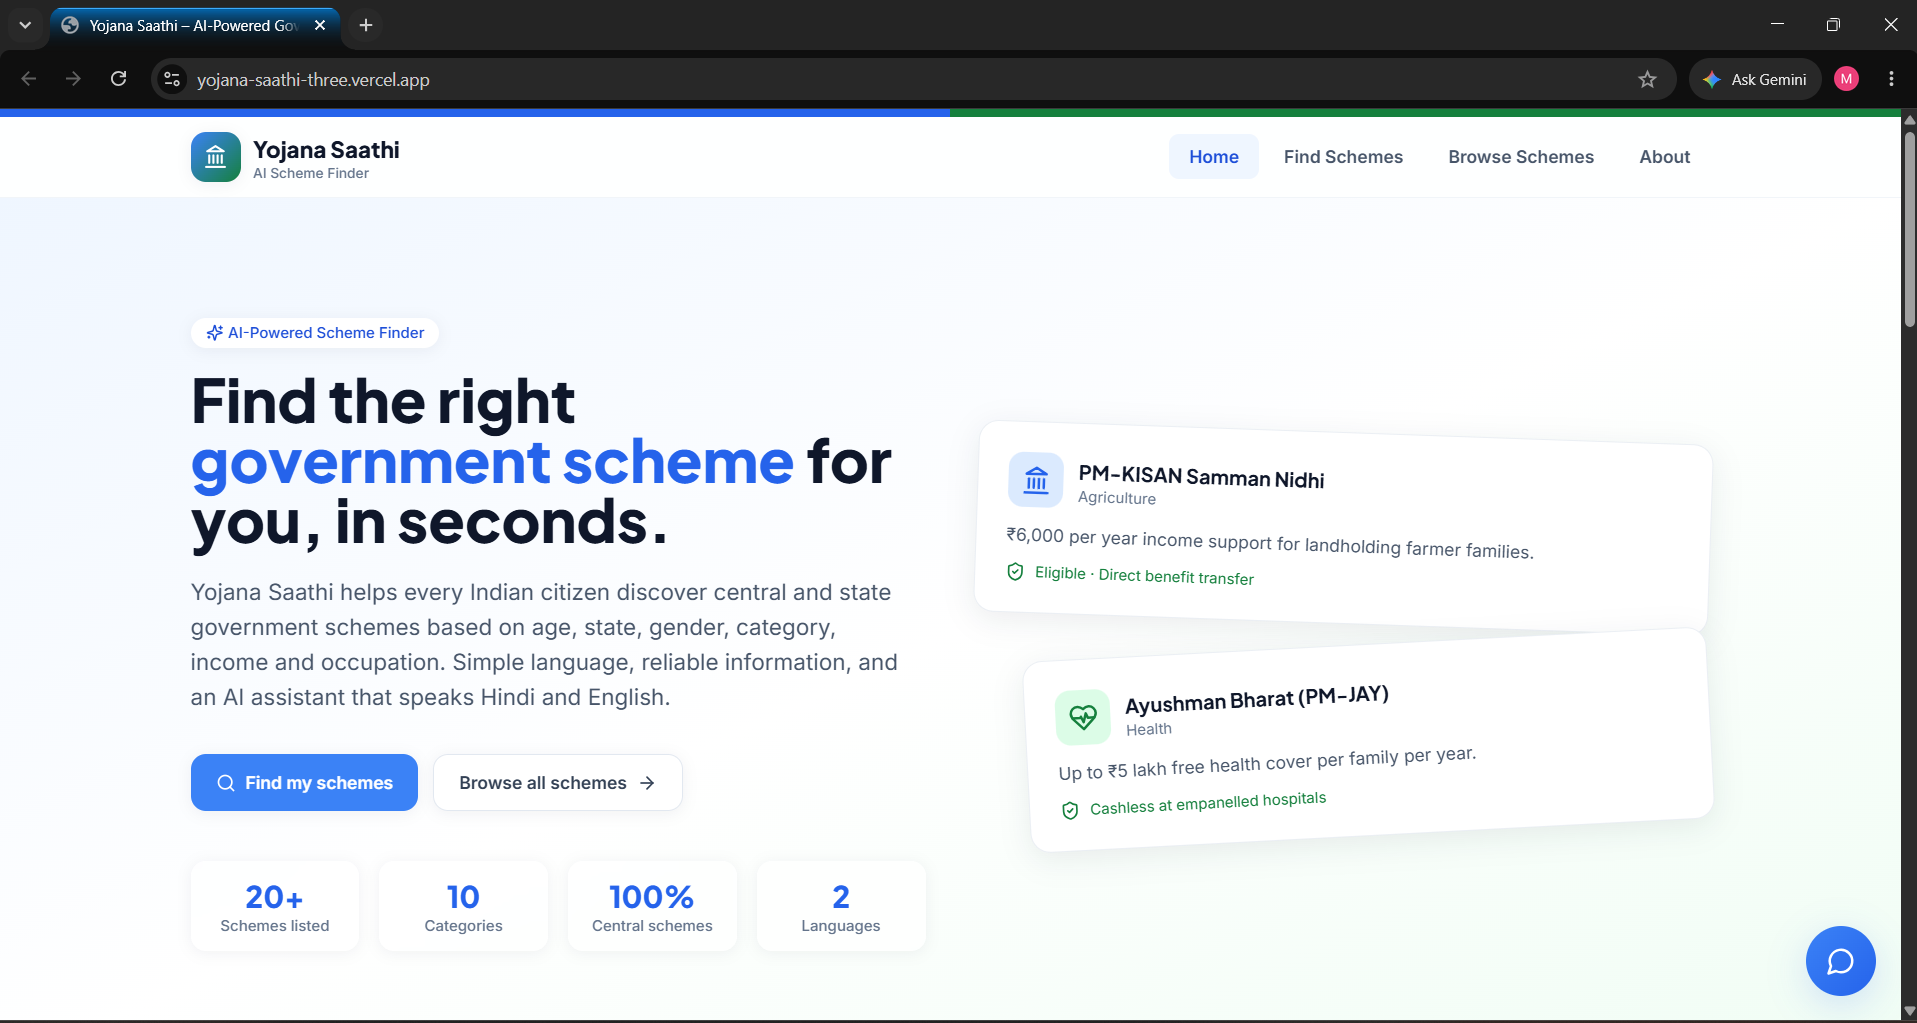 Yojana Saathi – AI-Powered Go
yojana-saathi-three.vercel.app
Ask Gemini
M
Yojana Saathi
AI Scheme Finder
Home
Find Schemes
Browse Schemes
About
AI-Powered Scheme Finder
Find the right
government scheme for
you, in seconds.
Yojana Saathi helps every Indian citizen discover central and state
government schemes based on age, state, gender, category,
income and occupation. Simple language, reliable information, and
an AI assistant that speaks Hindi and English.
Find my schemes
Browse all schemes →
20+
Schemes listed
10
Categories
100%
Central schemes
2
Languages
PM-KISAN Samman Nidhi
Agriculture
₹6,000 per year income support for landholding farmer families.
Eligible · Direct benefit transfer
Ayushman Bharat (PM-JAY)
Health
Up to ₹5 lakh free health cover per family per year.
Cashless at empanelled hospitals